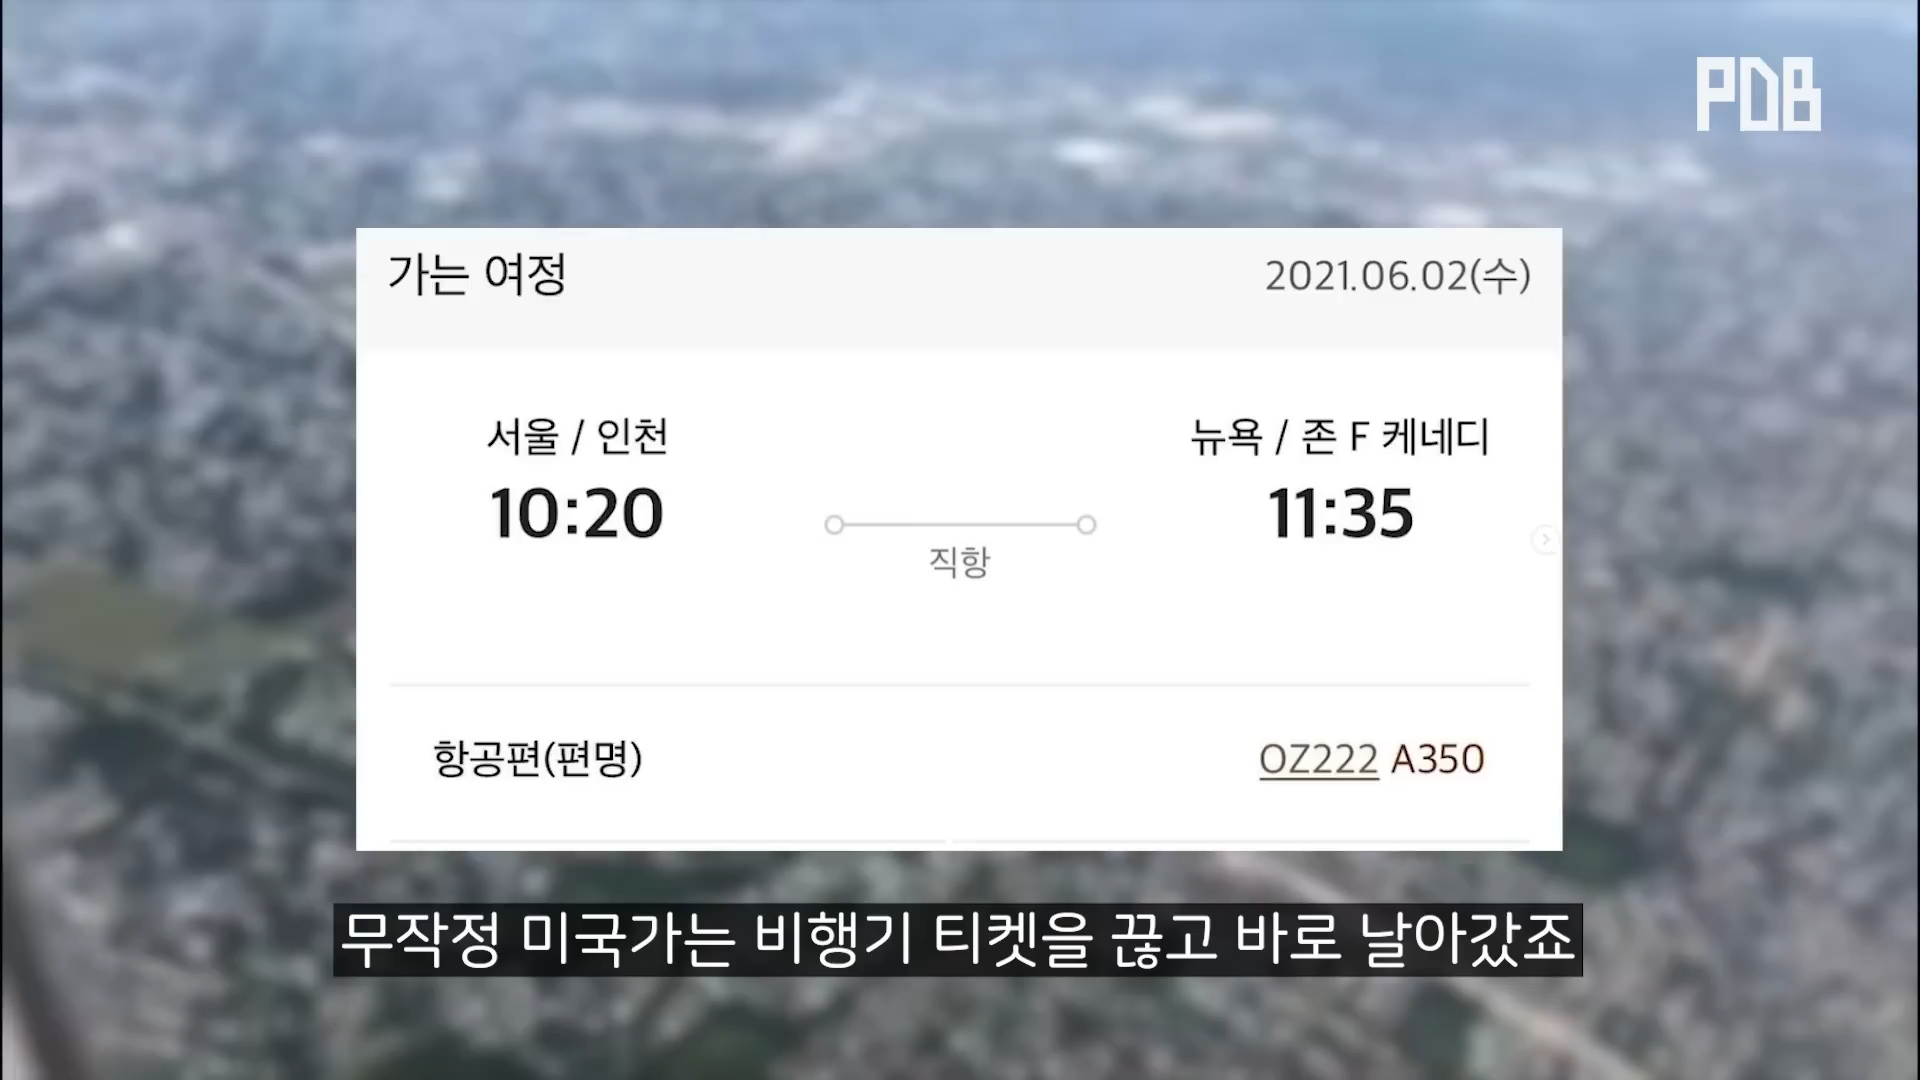 PDB
가는 여정
2021.06.02(수)
서울 / 인천
뉴욕 / 존 F 케네디
10:20
11:35
직항
항공편(편명)
OZ222 A350
무작정 미국가는 비행기 티켓을 끊고 바로 날아갔죠